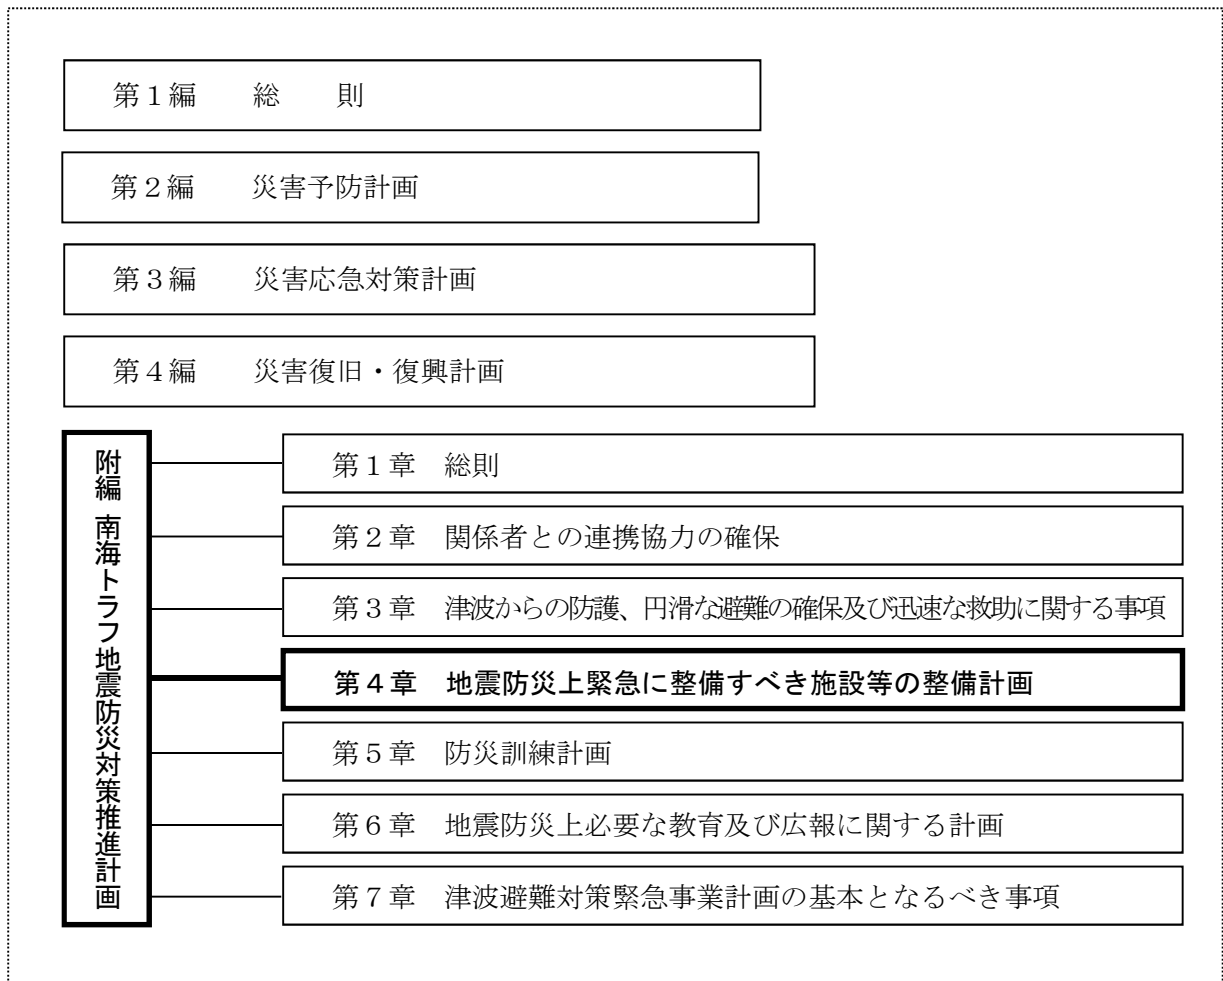 第１編　　総　　則
第２編　　災害予防計画
第３編　　災害応急対策計画
第４編　　災害復旧・復興計画
附編 南海トラフ地震防災対策推進計画
第１章　総則
第２章　関係者との連携協力の確保
第３章　津波からの防護、円滑な避難の確保及び迅速な救助に関する事項
第４章　地震防災上緊急に整備すべき施設等の整備計画
第５章　防災訓練計画
第６章　地震防災上必要な教育及び広報に関する計画
第７章　津波避難対策緊急事業計画の基本となるべき事項